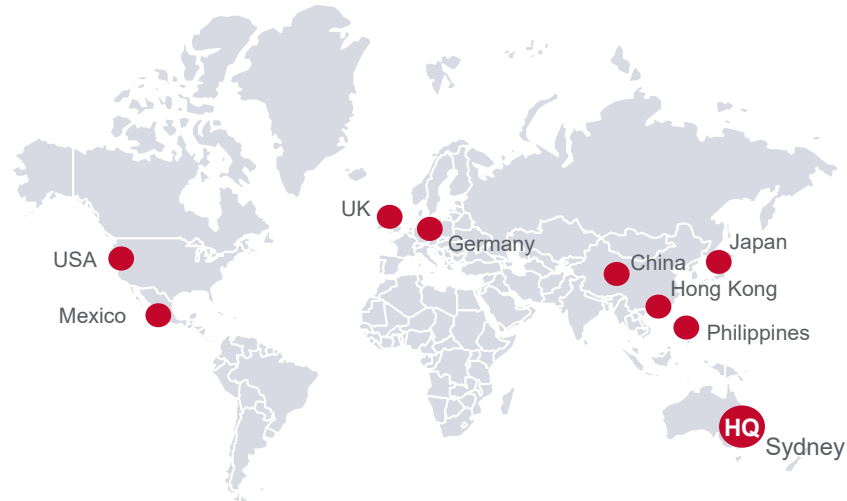 UK
Germany
USA
Mexico
Japan
China
Hong Kong
Philippines
HQ
Sydney